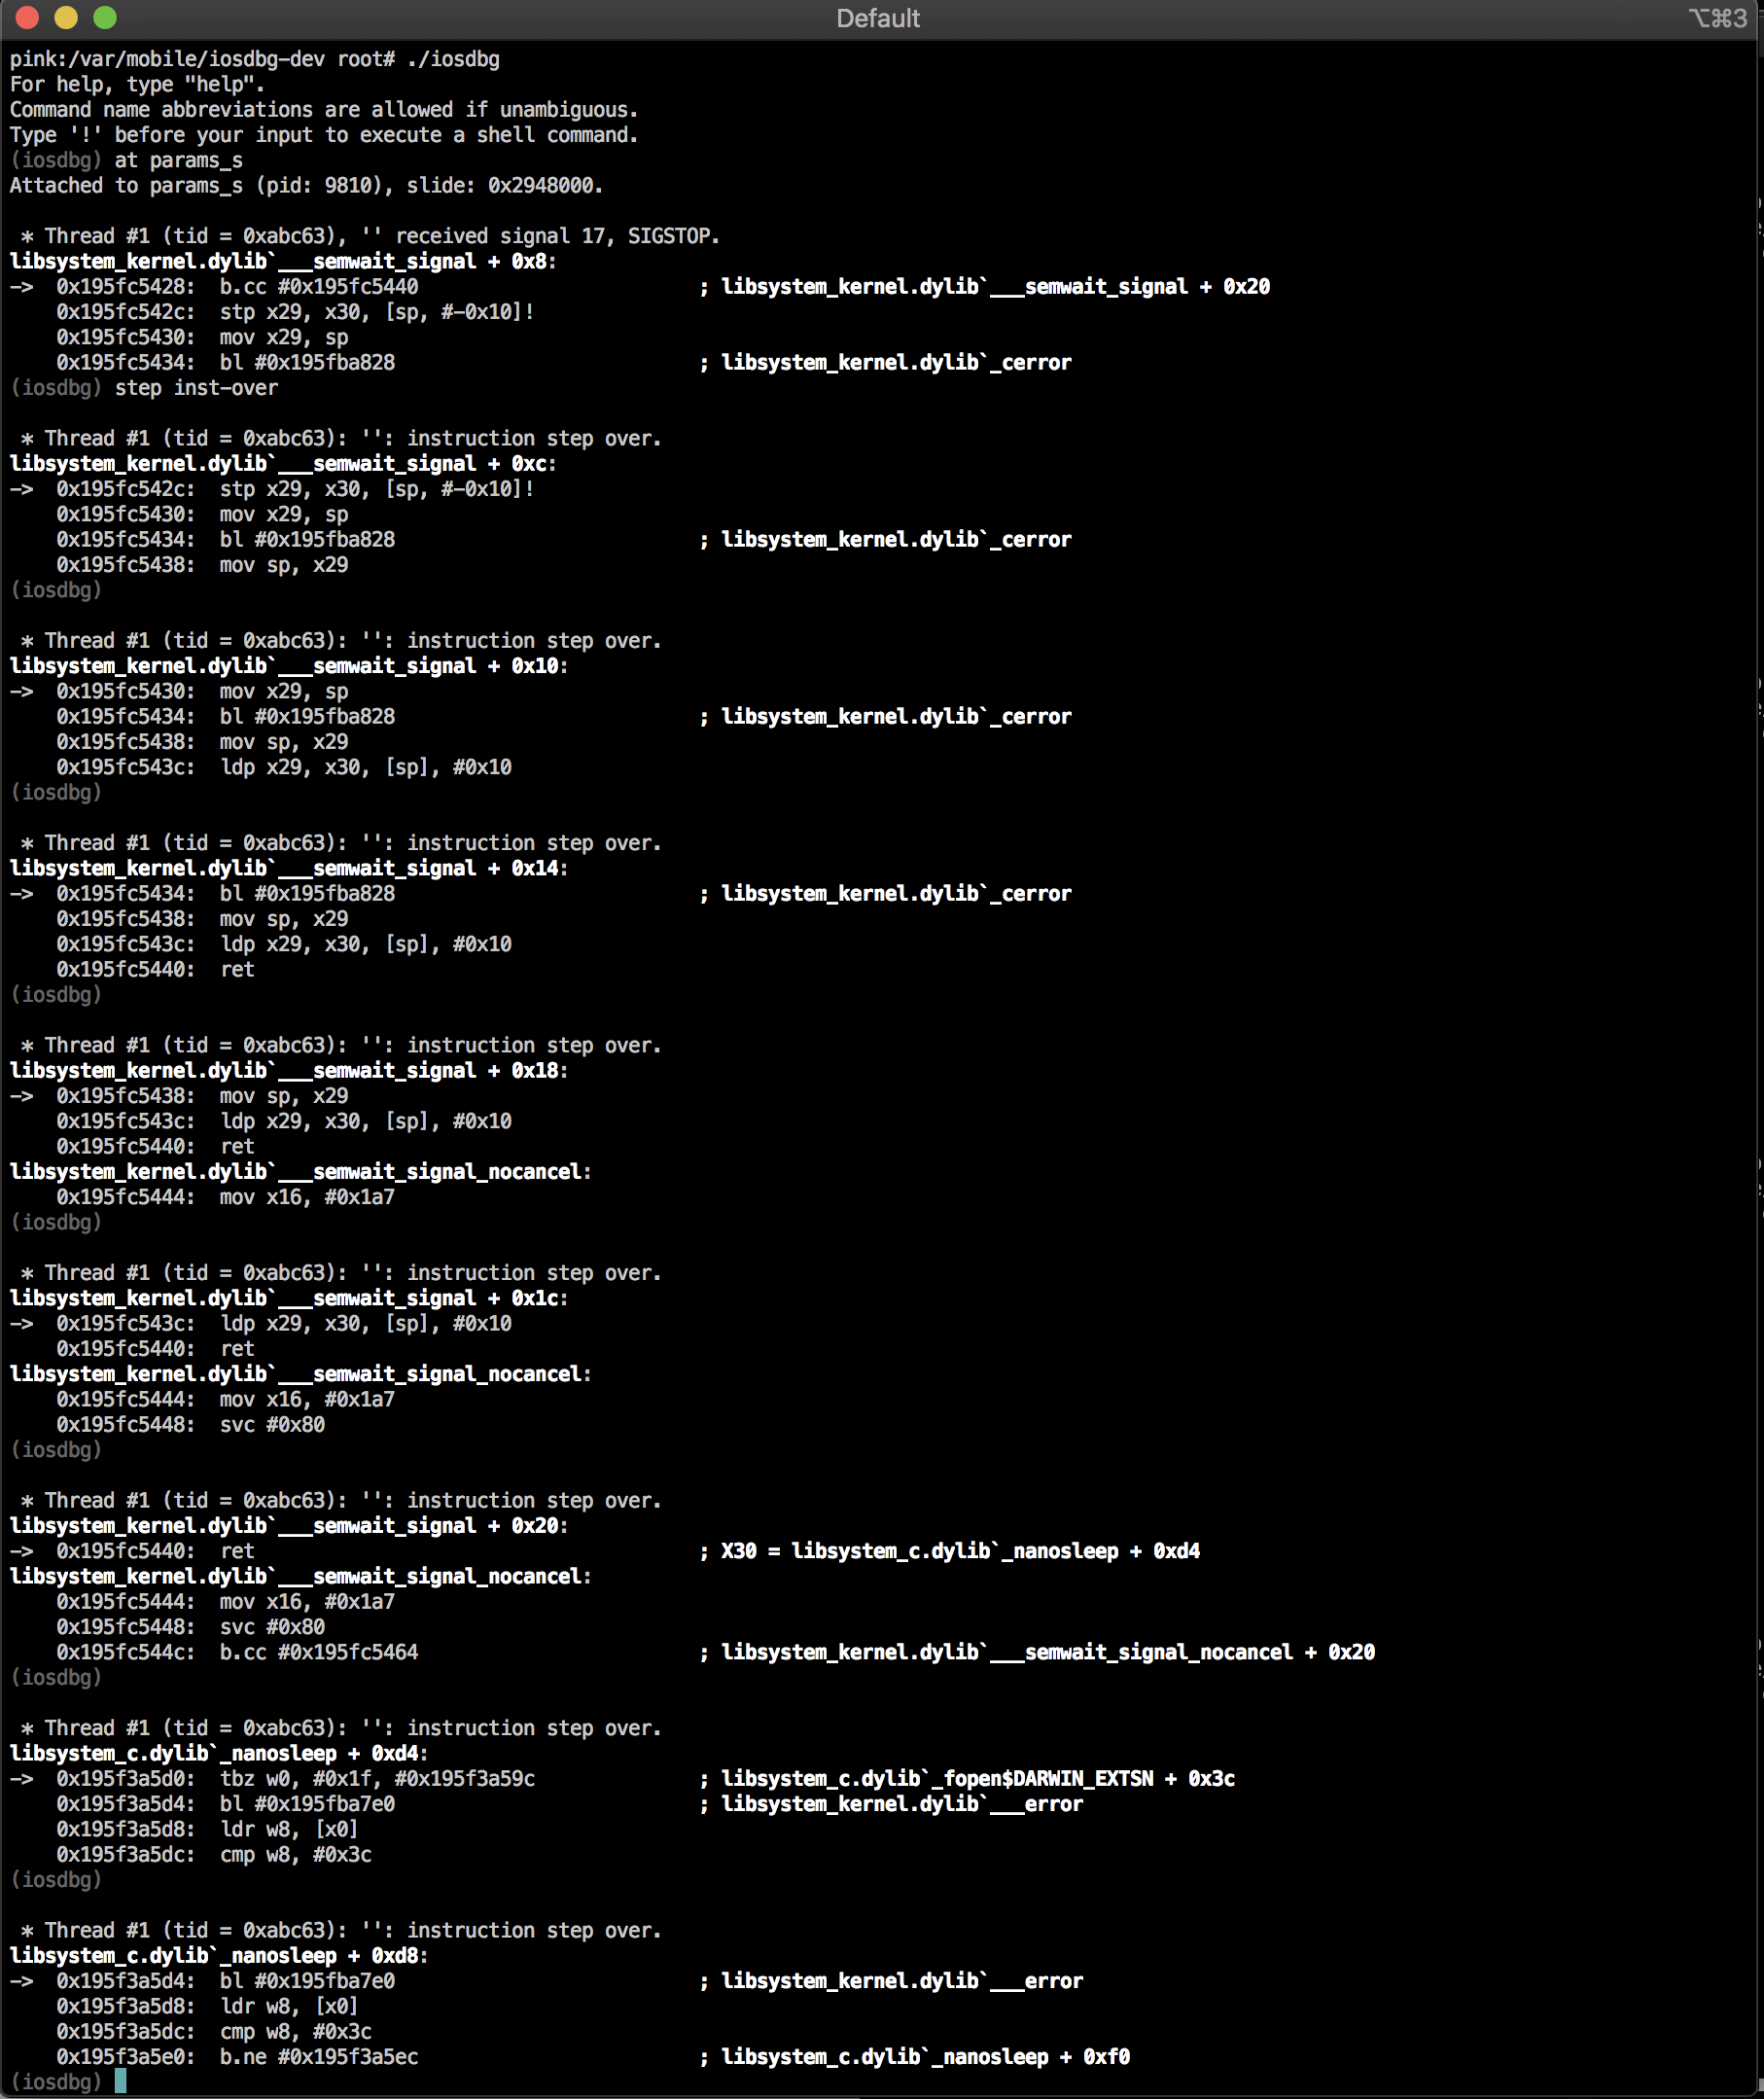 Default
⌥⌘3
pink:/var/mobile/iosdbg-dev root# ./iosdbg
For help, type "help".
Command name abbreviations are allowed if unambiguous.
Type '!' before your input to execute a shell command.
(iosdbg) at params_s
Attached to params_s (pid: 9810), slide: 0x2948000.

 * Thread #1 (tid = 0xabc63), '' received signal 17, SIGSTOP.
libsystem_kernel.dylib`___semwait_signal + 0x8:
->  0x195fc5428:  b.cc #0x195fc5440                        ; libsystem_kernel.dylib`___semwait_signal + 0x20
    0x195fc542c:  stp x29, x30, [sp, #-0x10]!
    0x195fc5430:  mov x29, sp
    0x195fc5434:  bl #0x195fba828                          ; libsystem_kernel.dylib`_cerror
(iosdbg) step inst-over

 * Thread #1 (tid = 0xabc63): '': instruction step over.
libsystem_kernel.dylib`___semwait_signal + 0xc:
->  0x195fc542c:  stp x29, x30, [sp, #-0x10]!
    0x195fc5430:  mov x29, sp
    0x195fc5434:  bl #0x195fba828                          ; libsystem_kernel.dylib`_cerror
    0x195fc5438:  mov sp, x29
(iosdbg)

 * Thread #1 (tid = 0xabc63): '': instruction step over.
libsystem_kernel.dylib`___semwait_signal + 0x10:
->  0x195fc5430:  mov x29, sp
    0x195fc5434:  bl #0x195fba828                          ; libsystem_kernel.dylib`_cerror
    0x195fc5438:  mov sp, x29
    0x195fc543c:  ldp x29, x30, [sp], #0x10
(iosdbg)

 * Thread #1 (tid = 0xabc63): '': instruction step over.
libsystem_kernel.dylib`___semwait_signal + 0x14:
->  0x195fc5434:  bl #0x195fba828                          ; libsystem_kernel.dylib`_cerror
    0x195fc5438:  mov sp, x29
    0x195fc543c:  ldp x29, x30, [sp], #0x10
    0x195fc5440:  ret
(iosdbg)

 * Thread #1 (tid = 0xabc63): '': instruction step over.
libsystem_kernel.dylib`___semwait_signal + 0x18:
->  0x195fc5438:  mov sp, x29
    0x195fc543c:  ldp x29, x30, [sp], #0x10
    0x195fc5440:  ret
libsystem_kernel.dylib`___semwait_signal_nocancel:
    0x195fc5444:  mov x16, #0x1a7
(iosdbg)

 * Thread #1 (tid = 0xabc63): '': instruction step over.
libsystem_kernel.dylib`___semwait_signal + 0x1c:
->  0x195fc543c:  ldp x29, x30, [sp], #0x10
    0x195fc5440:  ret
libsystem_kernel.dylib`___semwait_signal_nocancel:
    0x195fc5444:  mov x16, #0x1a7
    0x195fc5448:  svc #0x80
(iosdbg)

 * Thread #1 (tid = 0xabc63): '': instruction step over.
libsystem_kernel.dylib`___semwait_signal + 0x20:
->  0x195fc5440:  ret                                      ; X30 = libsystem_c.dylib`_nanosleep + 0xd4
libsystem_kernel.dylib`___semwait_signal_nocancel:
    0x195fc5444:  mov x16, #0x1a7
    0x195fc5448:  svc #0x80
    0x195fc544c:  b.cc #0x195fc5464                        ; libsystem_kernel.dylib`___semwait_signal_nocancel + 0x20
(iosdbg)

 * Thread #1 (tid = 0xabc63): '': instruction step over.
libsystem_c.dylib`_nanosleep + 0xd4:
->  0x195f3a5d0:  tbz w0, #0x1f, #0x195f3a59c              ; libsystem_c.dylib`_fopen$DARWIN_EXTSN + 0x3c
    0x195f3a5d4:  bl #0x195fba7e0                          ; libsystem_kernel.dylib`___error
    0x195f3a5d8:  ldr w8, [x0]
    0x195f3a5dc:  cmp w8, #0x3c
(iosdbg)

 * Thread #1 (tid = 0xabc63): '': instruction step over.
libsystem_c.dylib`_nanosleep + 0xd8:
->  0x195f3a5d4:  bl #0x195fba7e0                          ; libsystem_kernel.dylib`___error
    0x195f3a5d8:  ldr w8, [x0]
    0x195f3a5dc:  cmp w8, #0x3c
    0x195f3a5e0:  b.ne #0x195f3a5ec                        ; libsystem_c.dylib`_nanosleep + 0xf0
(iosdbg)